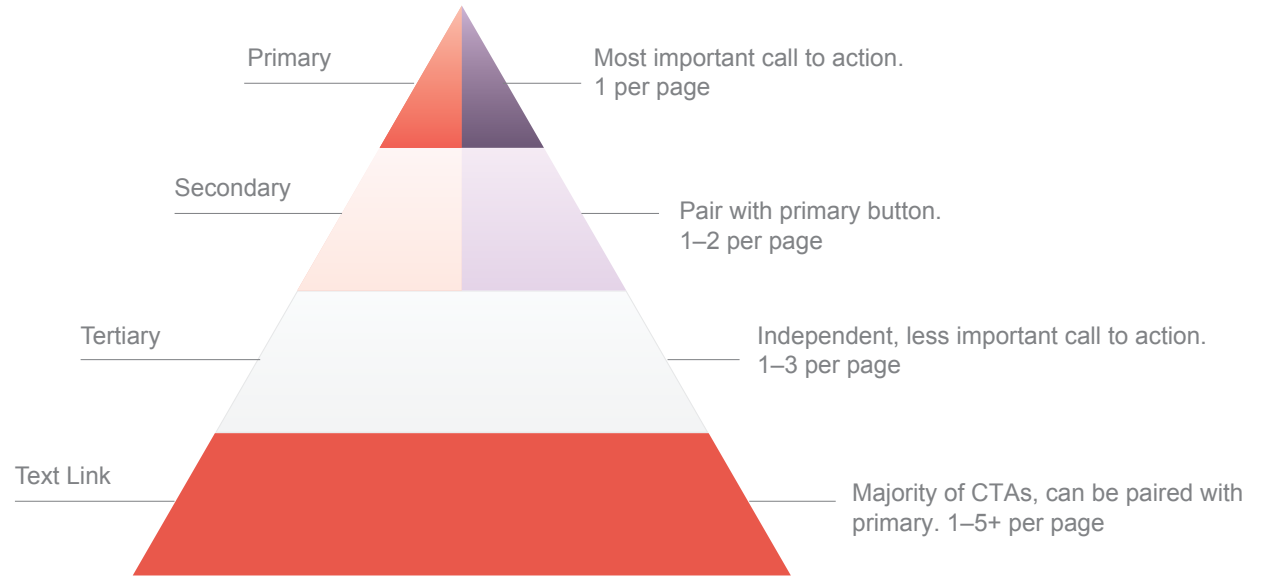 Primary
Most important call to action.
1 per page
Secondary
Pair with primary button.
1–2 per page
Tertiary
Independent, less important call to action.
1–3 per page
Text Link
Majority of CTAs, can be paired with
primary. 1–5+ per page